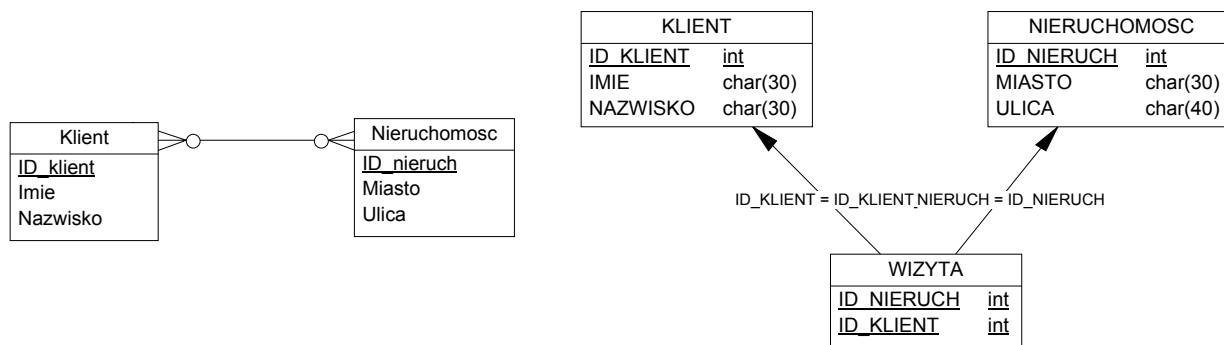 Klient
ID_klient
Imie
Nazwisko
Nieruchomosc
ID_nieruch
Miasto
Ulica
KLIENT
ID_KLIENT int
IMIE char(30)
NAZWISKO char(30)
NIERUCHOMOSC
ID_NIERUCH int
MIASTO char(30)
ULICA char(40)
ID_KLIENT = ID_KLIENT
_NIERUCH = ID_NIERUCH
WIZYTA
ID_NIERUCH int
ID_KLIENT int